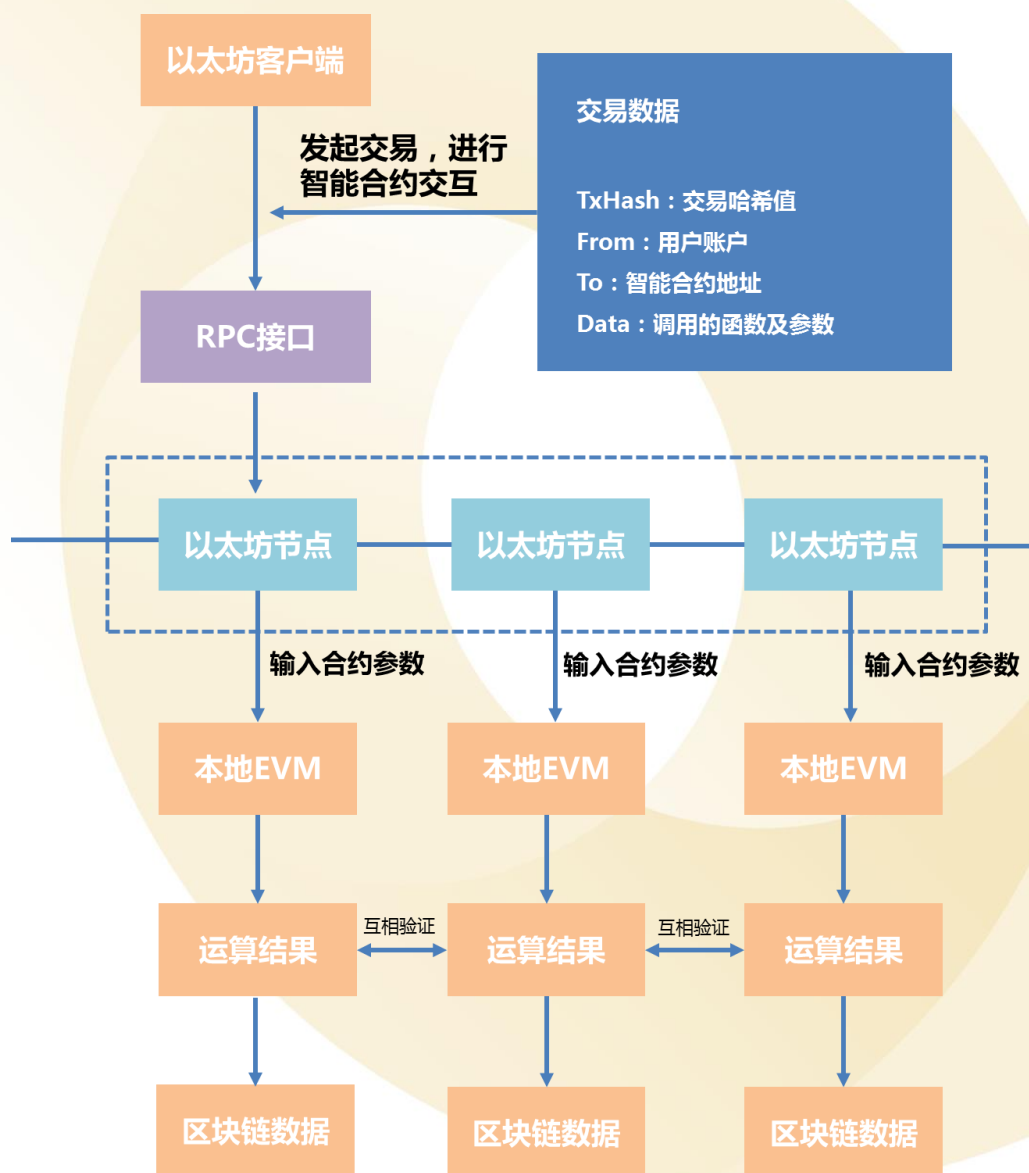 以太坊客户端
发起交易，进行
智能合约交互
交易数据
TxHash：交易哈希值
From：用户账户
To：智能合约地址
Data：调用的函数及参数
RPC接口
以太坊节点
以太坊节点
以太坊节点
输入合约参数
输入合约参数
输入合约参数
本地EVM
本地EVM
本地EVM
运算结果
互相验证
运算结果
互相验证
运算结果
区块链数据
区块链数据
区块链数据